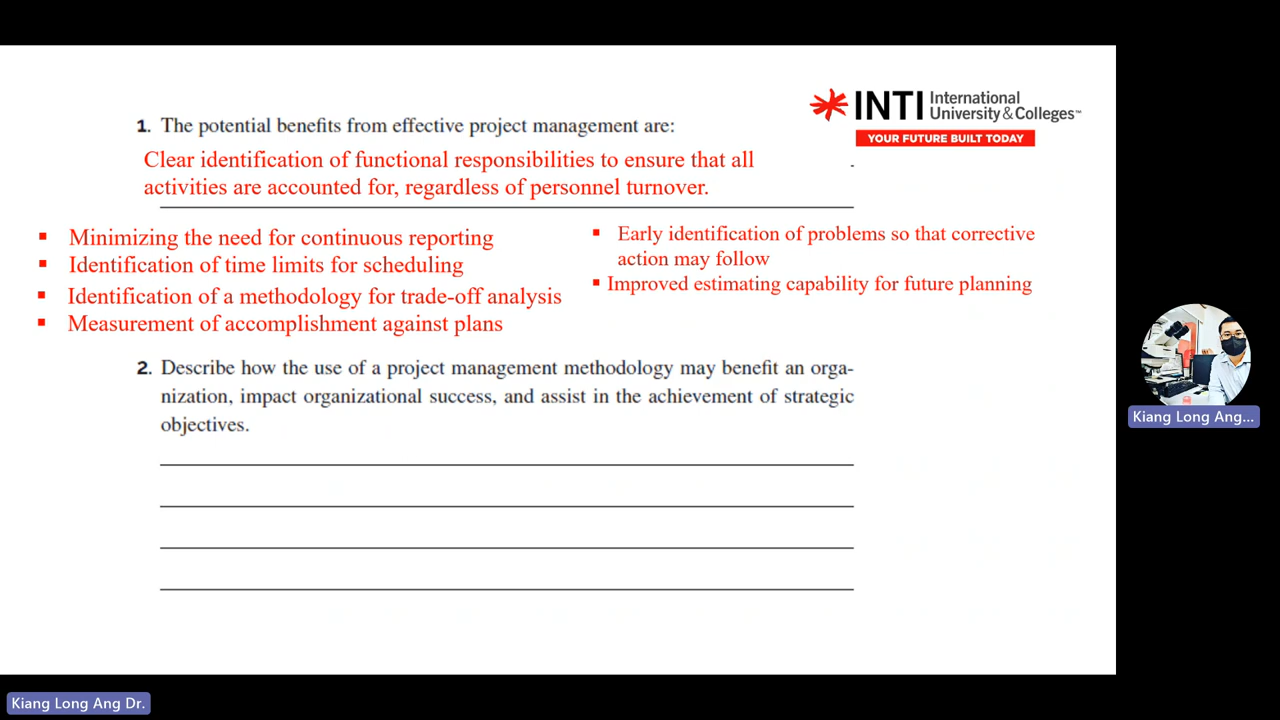 INTI International
University & Colleges™
YOUR FUTURE BUILT TODAY
1. The potential benefits from effective project management are:
Clear identification of functional responsibilities to ensure that all
activities are accounted for, regardless of personnel turnover.
▪ Minimizing the need for continuous reporting
▪ Identification of time limits for scheduling
▪ Identification of a methodology for trade-off analysis
▪ Measurement of accomplishment against plans
▪ Early identification of problems so that corrective
action may follow
▪ Improved estimating capability for future planning
2. Describe how the use of a project management methodology may benefit an orga-
nization, impact organizational success, and assist in the achievement of strategic
objectives.
Kiang Long Ang...
Kiang Long Ang Dr.